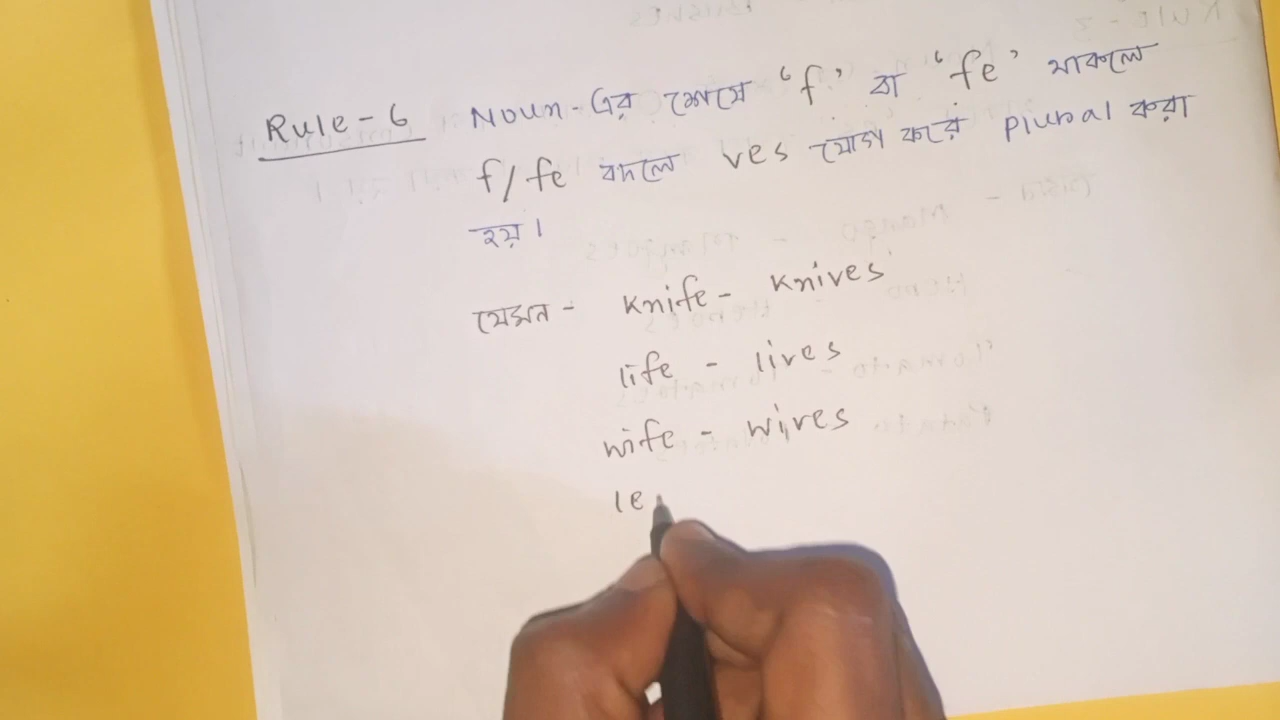 Rule - 6 Noun - এর শেষে ‘f’ বা ‘fe’ থাকলে
f/fe বদলে ves যোগ করে plural করা
হয়।
যেমন - knife - knives
life - lives
wife - wives
le